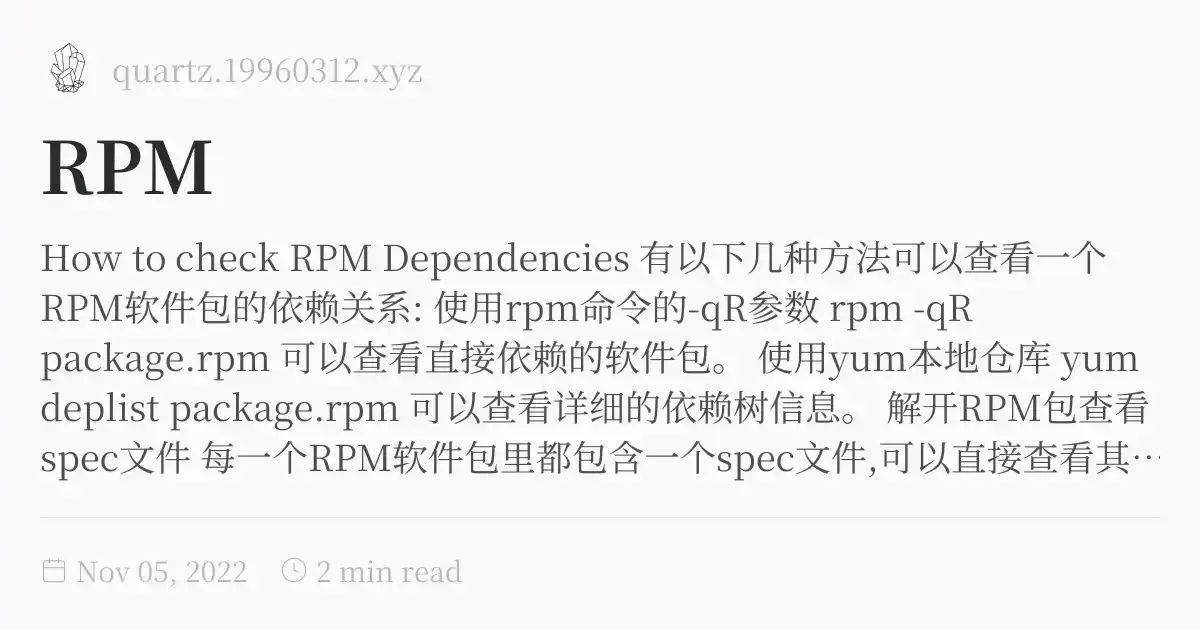 quartz.19960312.xyz
RPM
How to check RPM Dependencies 有以下几种方法可以查看一个
RPM软件包的依赖关系: 使用rpm命令的-qR参数 rpm -qR
package.rpm 可以查看直接依赖的软件包。 使用yum本地仓库 yum
deplist package.rpm 可以查看详细的依赖树信息。 解开RPM包查看
spec文件 每一个RPM软件包里都包含一个spec文件,可以直接查看其…
Nov 05, 2022
2 min read